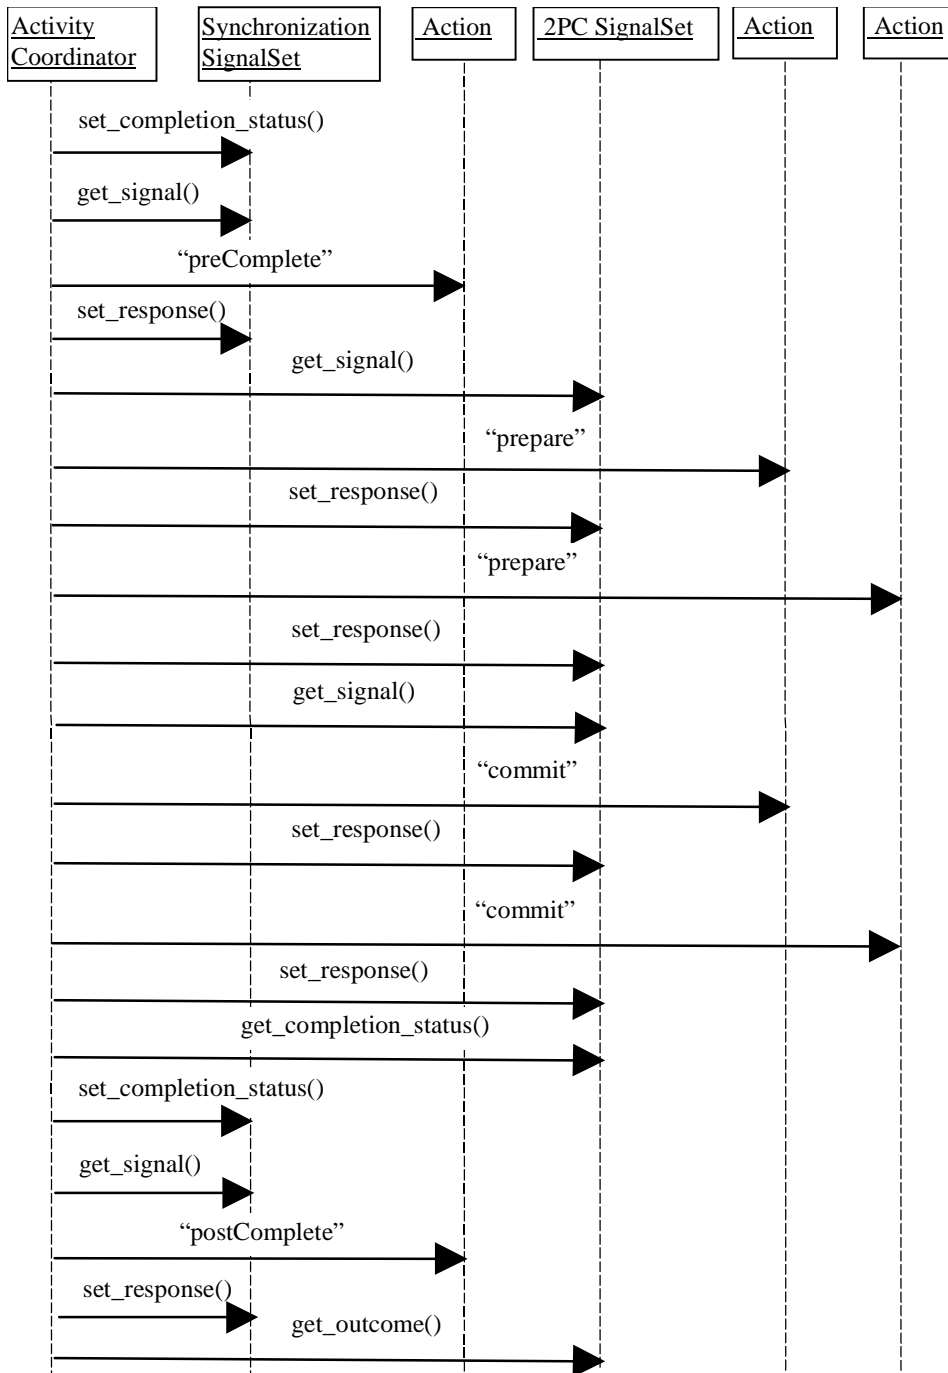 Activity
Coordinator
Synchronization
SignalSet
Action
2PC SignalSet
Action
Action
set_completion_status()
get_signal()
“preComplete”
set_response()
get_signal()
“prepare”
set_response()
“prepare”
set_response()
get_signal()
“commit”
set_response()
“commit”
set_response()
get_completion_status()
set_completion_status()
get_signal()
“postComplete”
set_response()
get_outcome()